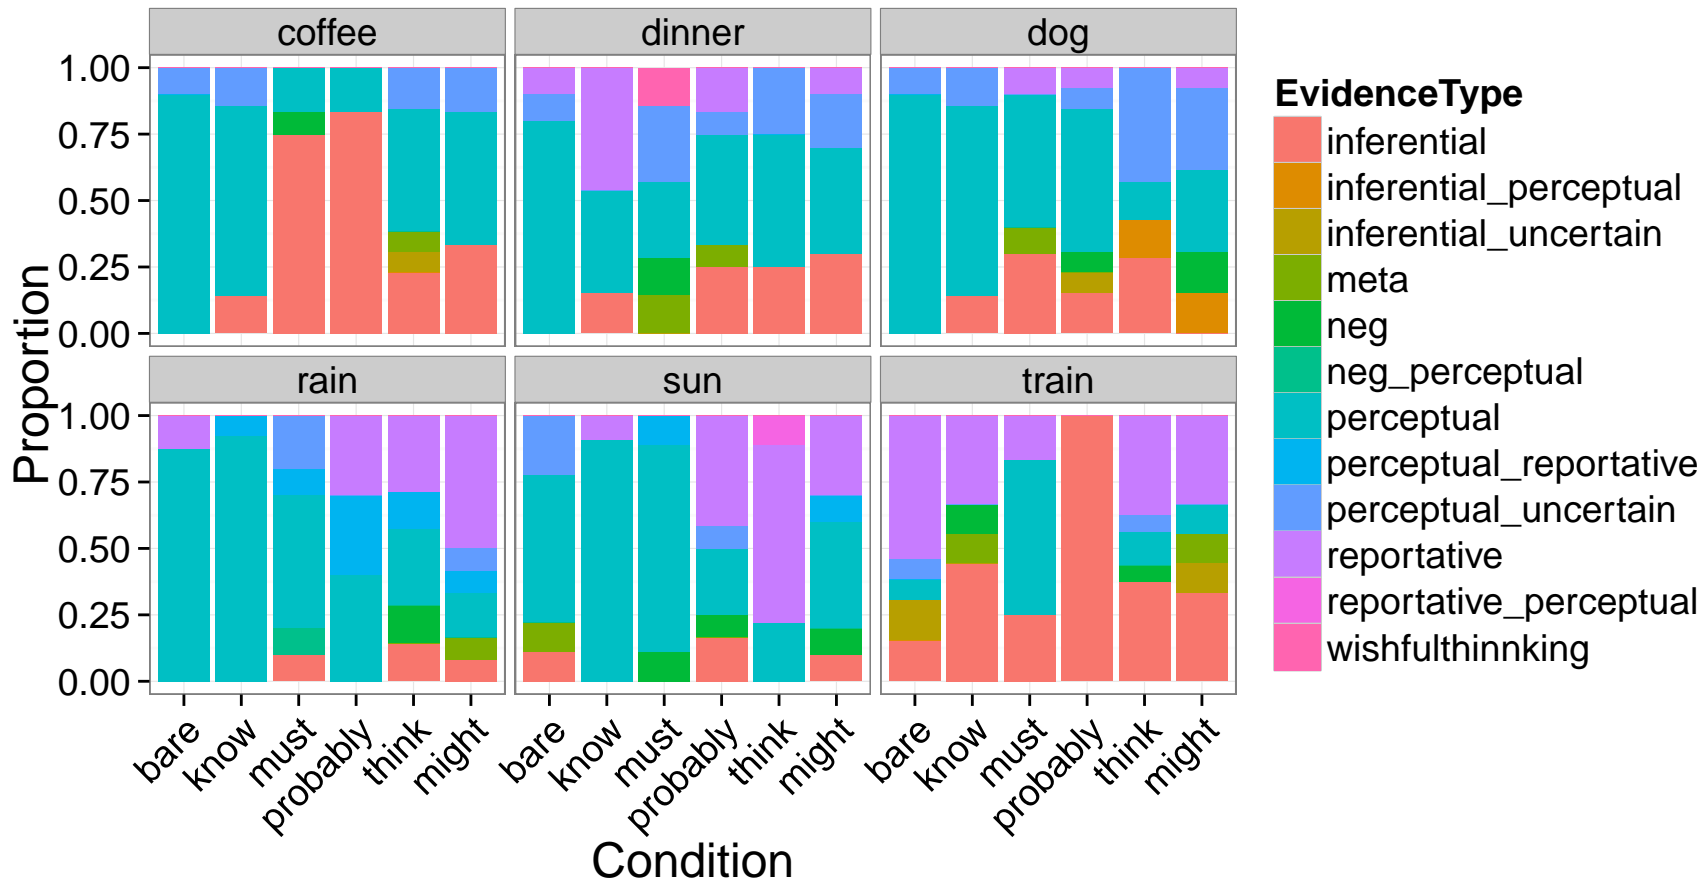 coffee dinner dog
1.00
0.75
0.50
0.25
0.00
rain sun train
1.00
0.75
0.50
0.25
0.00
Proportion
bare know must probably think might bare know must probably think might bare know must probably think might
Condition
EvidenceType
inferential
inferential_perceptual
inferential_uncertain
meta
neg
neg_perceptual
perceptual
perceptual_reportative
perceptual_uncertain
reportative
reportative_perceptual
wishfulthinnking